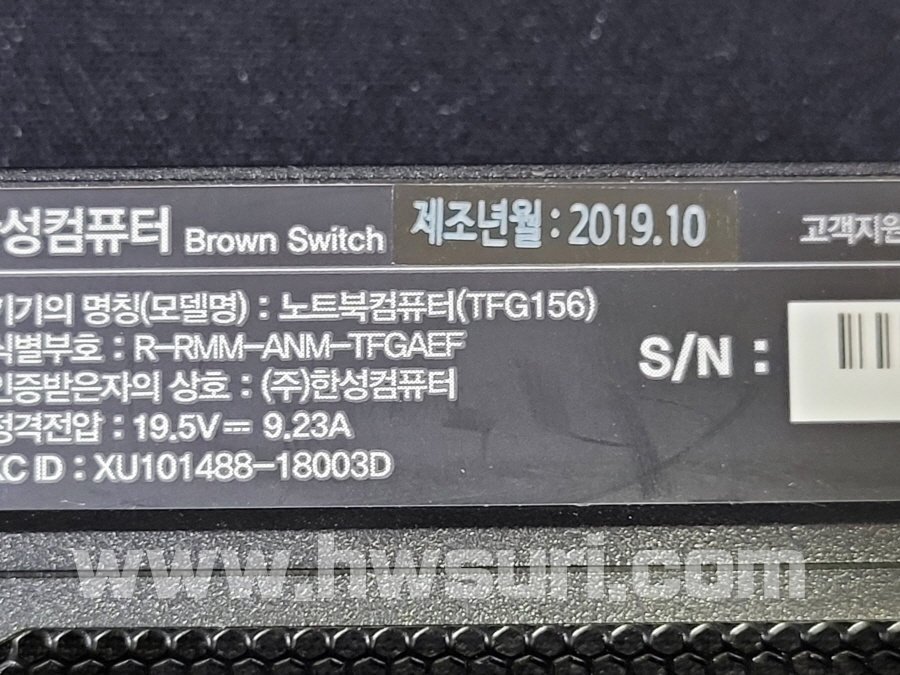 한성컴퓨터 Brown Switch 제조년월 : 2019.10 고객지원
기기의 명칭(모델명) : 노트북컴퓨터(TFG156)
식별부호 : R-RMM-ANM-TFGAEF
인증받은자의 상호 : (주)한성컴퓨터
정격전압 : 19.5V⎓ 9.23A
KC ID : XU101488-18003D
S/N :
www.hwsuri.com